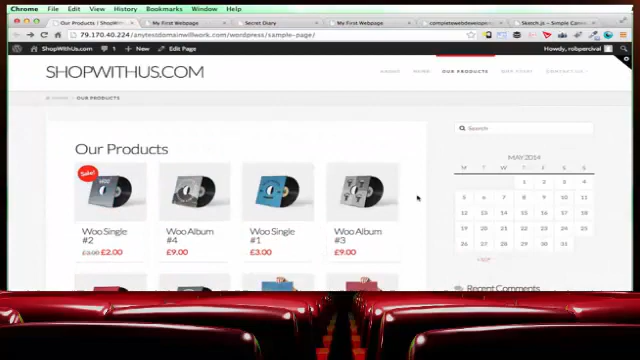 Chrome File Edit View History Bookmarks Window Help
Our Products | ShopWithUs My First Webpage Secret Diary My First Webpage Sketch.js – Simple Canv
79.170.40.224/anytestdomainwillwork.com/wordpress/sample-page/
ShopWithUs.com 1 + New Edit Page Howdy, robpercival
SHOPWITHUS.COM
HOME OUR PRODUCTS OUR STORY CONTACT US
HOME OUR PRODUCTS
Our Products
Search
Sale!
MAY 2014
M T W T F S S
1 2 3 4
5 6 7 8 9 10 11
12 13 14 15 16 17 18
19 20 21 22 23 24 25
26 27 28 29 30 31
Woo Single #2
£3.00 £2.00
Woo Album #4
£9.00
Woo Single #1
£3.00
Woo Album #3
£9.00
Recent Comments